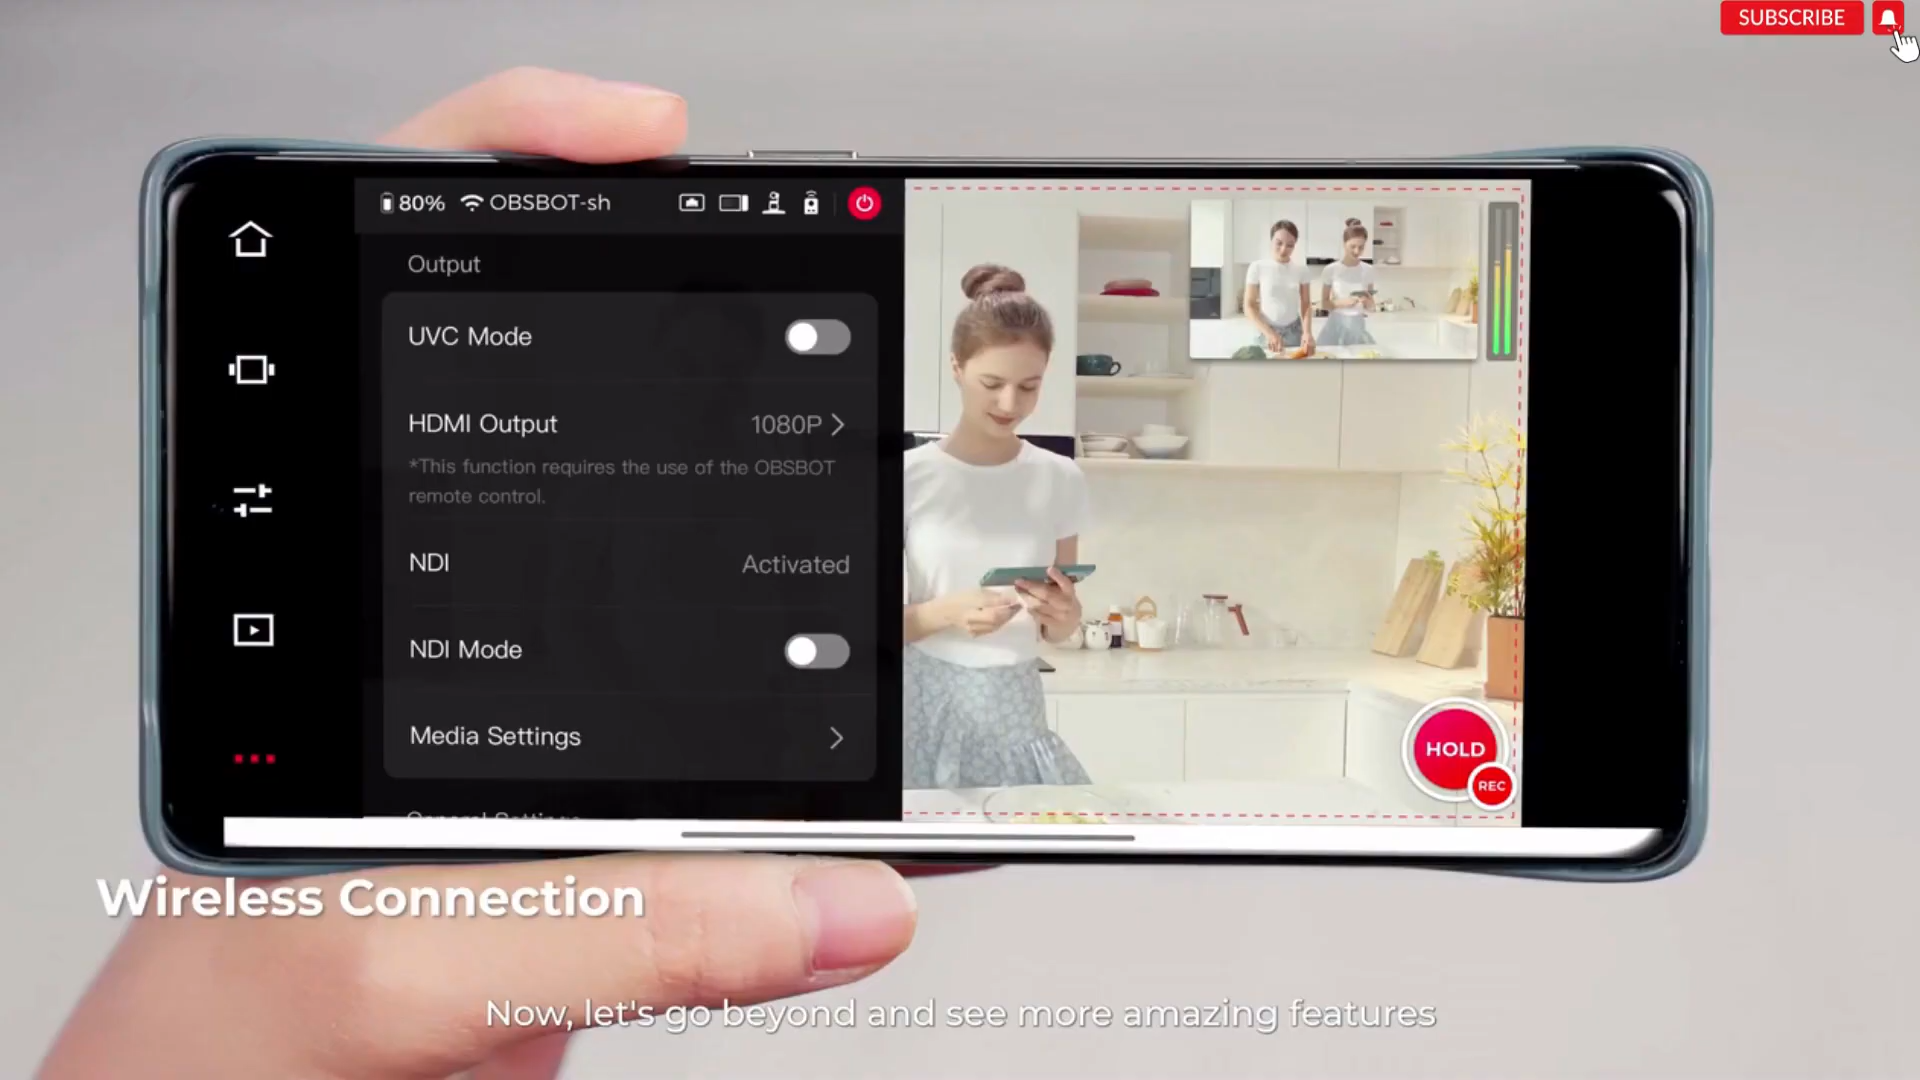 SUBSCRIBE
80% OBSBOT-sh
Output
UVC Mode
HDMI Output 1080P
*This function requires the use of the OBSBOT
remote control.
NDI Activated
NDI Mode
Media Settings
General Settings
HOLD
REC
Wireless Connection
Now, let's go beyond and see more amazing features